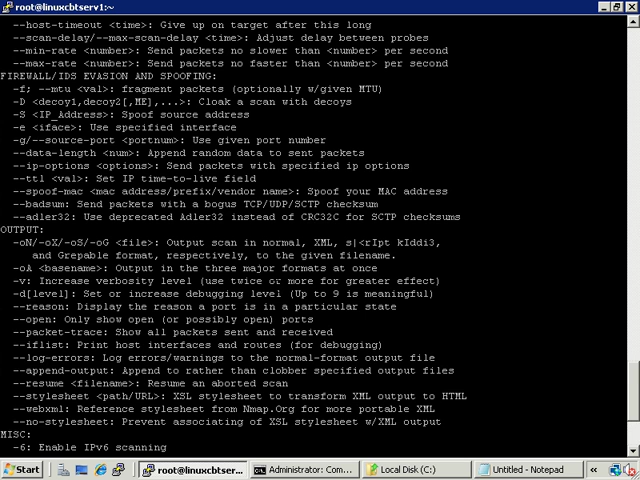 root@linuxcbtserv1:~
--host-timeout <time>: Give up on target after this long
--scan-delay/--max-scan-delay <time>: Adjust delay between probes
--min-rate <number>: Send packets no slower than <number> per second
--max-rate <number>: Send packets no faster than <number> per second
FIREWALL/IDS EVASION AND SPOOFING:
-f; --mtu <val>: fragment packets (optionally w/given MTU)
-D <decoy1,decoy2[,ME],...>: Cloak a scan with decoys
-S <IP_Address>: Spoof source address
-e <iface>: Use specified interface
-g/--source-port <portnum>: Use given port number
--data-length <num>: Append random data to sent packets
--ip-options <options>: Send packets with specified ip options
--ttl <val>: Set IP time-to-live field
--spoof-mac <mac address/prefix/vendor name>: Spoof your MAC address
--badsum: Send packets with a bogus TCP/UDP/SCTP checksum
--adler32: Use deprecated Adler32 instead of CRC32C for SCTP checksums
OUTPUT:
-oN/-oX/-oS/-oG <file>: Output scan in normal, XML, s|<rIpt kIddi3,
and Grepable format, respectively, to the given filename.
-oA <basename>: Output in the three major formats at once
-v: Increase verbosity level (use twice or more for greater effect)
-d[level]: Set or increase debugging level (Up to 9 is meaningful)
--reason: Display the reason a port is in a particular state
--open: Only show open (or possibly open) ports
--packet-trace: Show all packets sent and received
--iflist: Print host interfaces and routes (for debugging)
--log-errors: Log errors/warnings to the normal-format output file
--append-output: Append to rather than clobber specified output files
--resume <filename>: Resume an aborted scan
--stylesheet <path/URL>: XSL stylesheet to transform XML output to HTML
--webxml: Reference stylesheet from Nmap.Org for more portable XML
--no-stylesheet: Prevent associating of XSL stylesheet w/XML output
MISC:
-6: Enable IPv6 scanning
Start
root@linuxcbtser...
Administrator: Com...
Local Disk (C:)
Untitled - Notepad
«